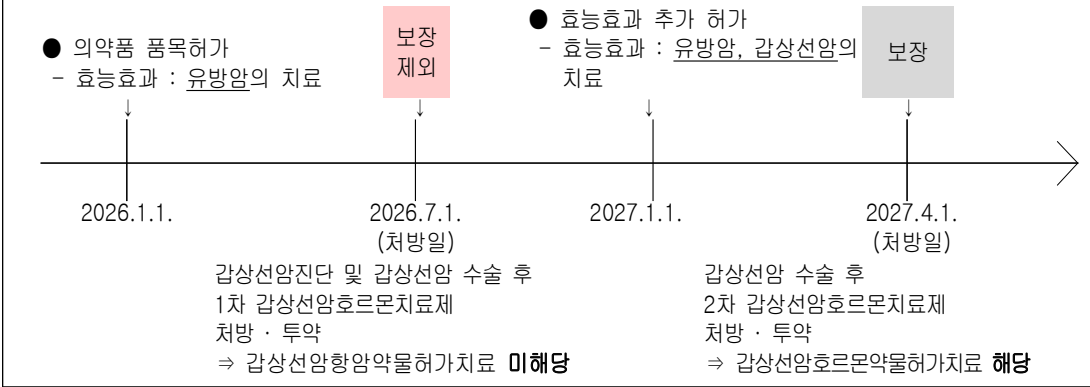 ● 의약품 품목허가
- 효능효과 : 유방암의 치료
보장
제외
● 효능효과 추가 허가
- 효능효과 : 유방암, 갑상선암의
치료
보장
2026.1.1.
2026.7.1.
(처방일)
2027.1.1.
2027.4.1.
(처방일)
갑상선암진단 및 갑상선암 수술 후
1차 갑상선암호르몬치료제
처방 · 투약
⇒ 갑상선암항암약물허가치료 미해당
갑상선암 수술 후
2차 갑상선암호르몬치료제
처방 · 투약
⇒ 갑상선암호르몬약물허가치료 해당